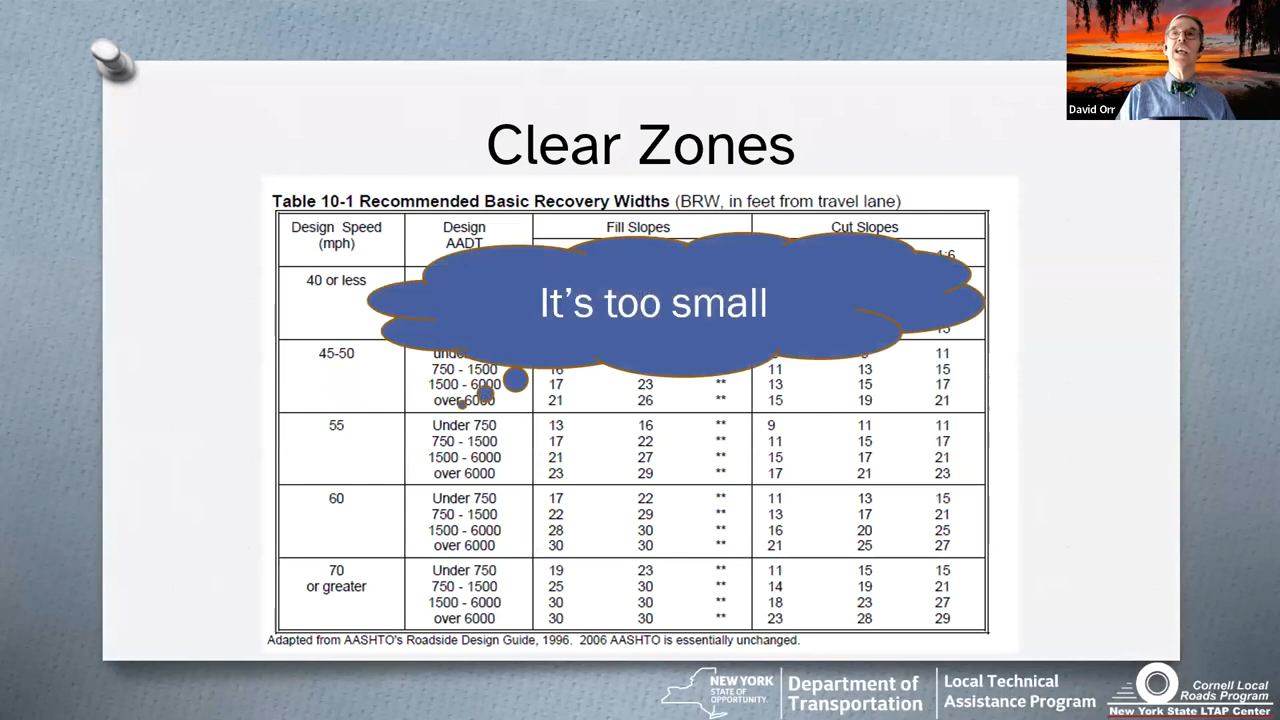 David Orr
Clear Zones
Table 10-1 Recommended Basic Recovery Widths (BRW, in feet from travel lane)
Design Speed Design Fill Slopes Cut Slopes
(mph) AADT
40 or less
It's too small
45-50 11
750 - 1500 16 11 13 15
1500 - 6000 17 23 ** 13 15 17
over 6000 21 26 ** 15 19 21
55 Under 750 13 16 ** 9 11 11
750 - 1500 17 22 ** 11 15 17
1500 - 6000 21 27 ** 15 17 21
over 6000 23 29 ** 17 21 23
60 Under 750 17 22 ** 11 13 15
750 - 1500 22 29 ** 13 17 21
1500 - 6000 28 30 ** 16 20 25
over 6000 30 30 ** 21 25 27
70 Under 750 19 23 ** 11 15 15
or greater 750 - 1500 25 30 ** 14 19 21
1500 - 6000 30 30 ** 18 23 27
over 6000 30 30 ** 23 28 29
Adapted from AASHTO's Roadside Design Guide, 1996. 2006 AASHTO is essentially unchanged.
NEW YORK
STATE OF
OPPORTUNITY.
Department of
Transportation
Local Technical
Assistance Program
Cornell Local
Roads Program
New York State LTAP Center